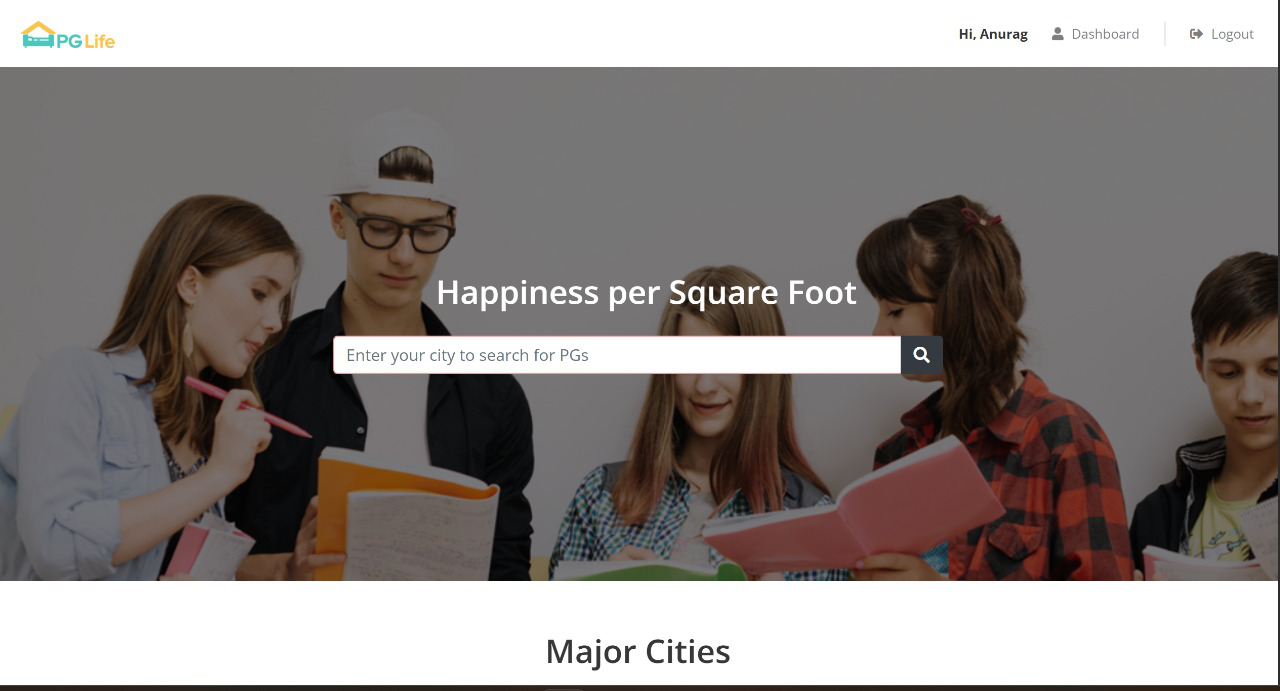 PG Life
Hi, Anurag
Dashboard
Logout
Happiness per Square Foot
Enter your city to search for PGs
Major Cities